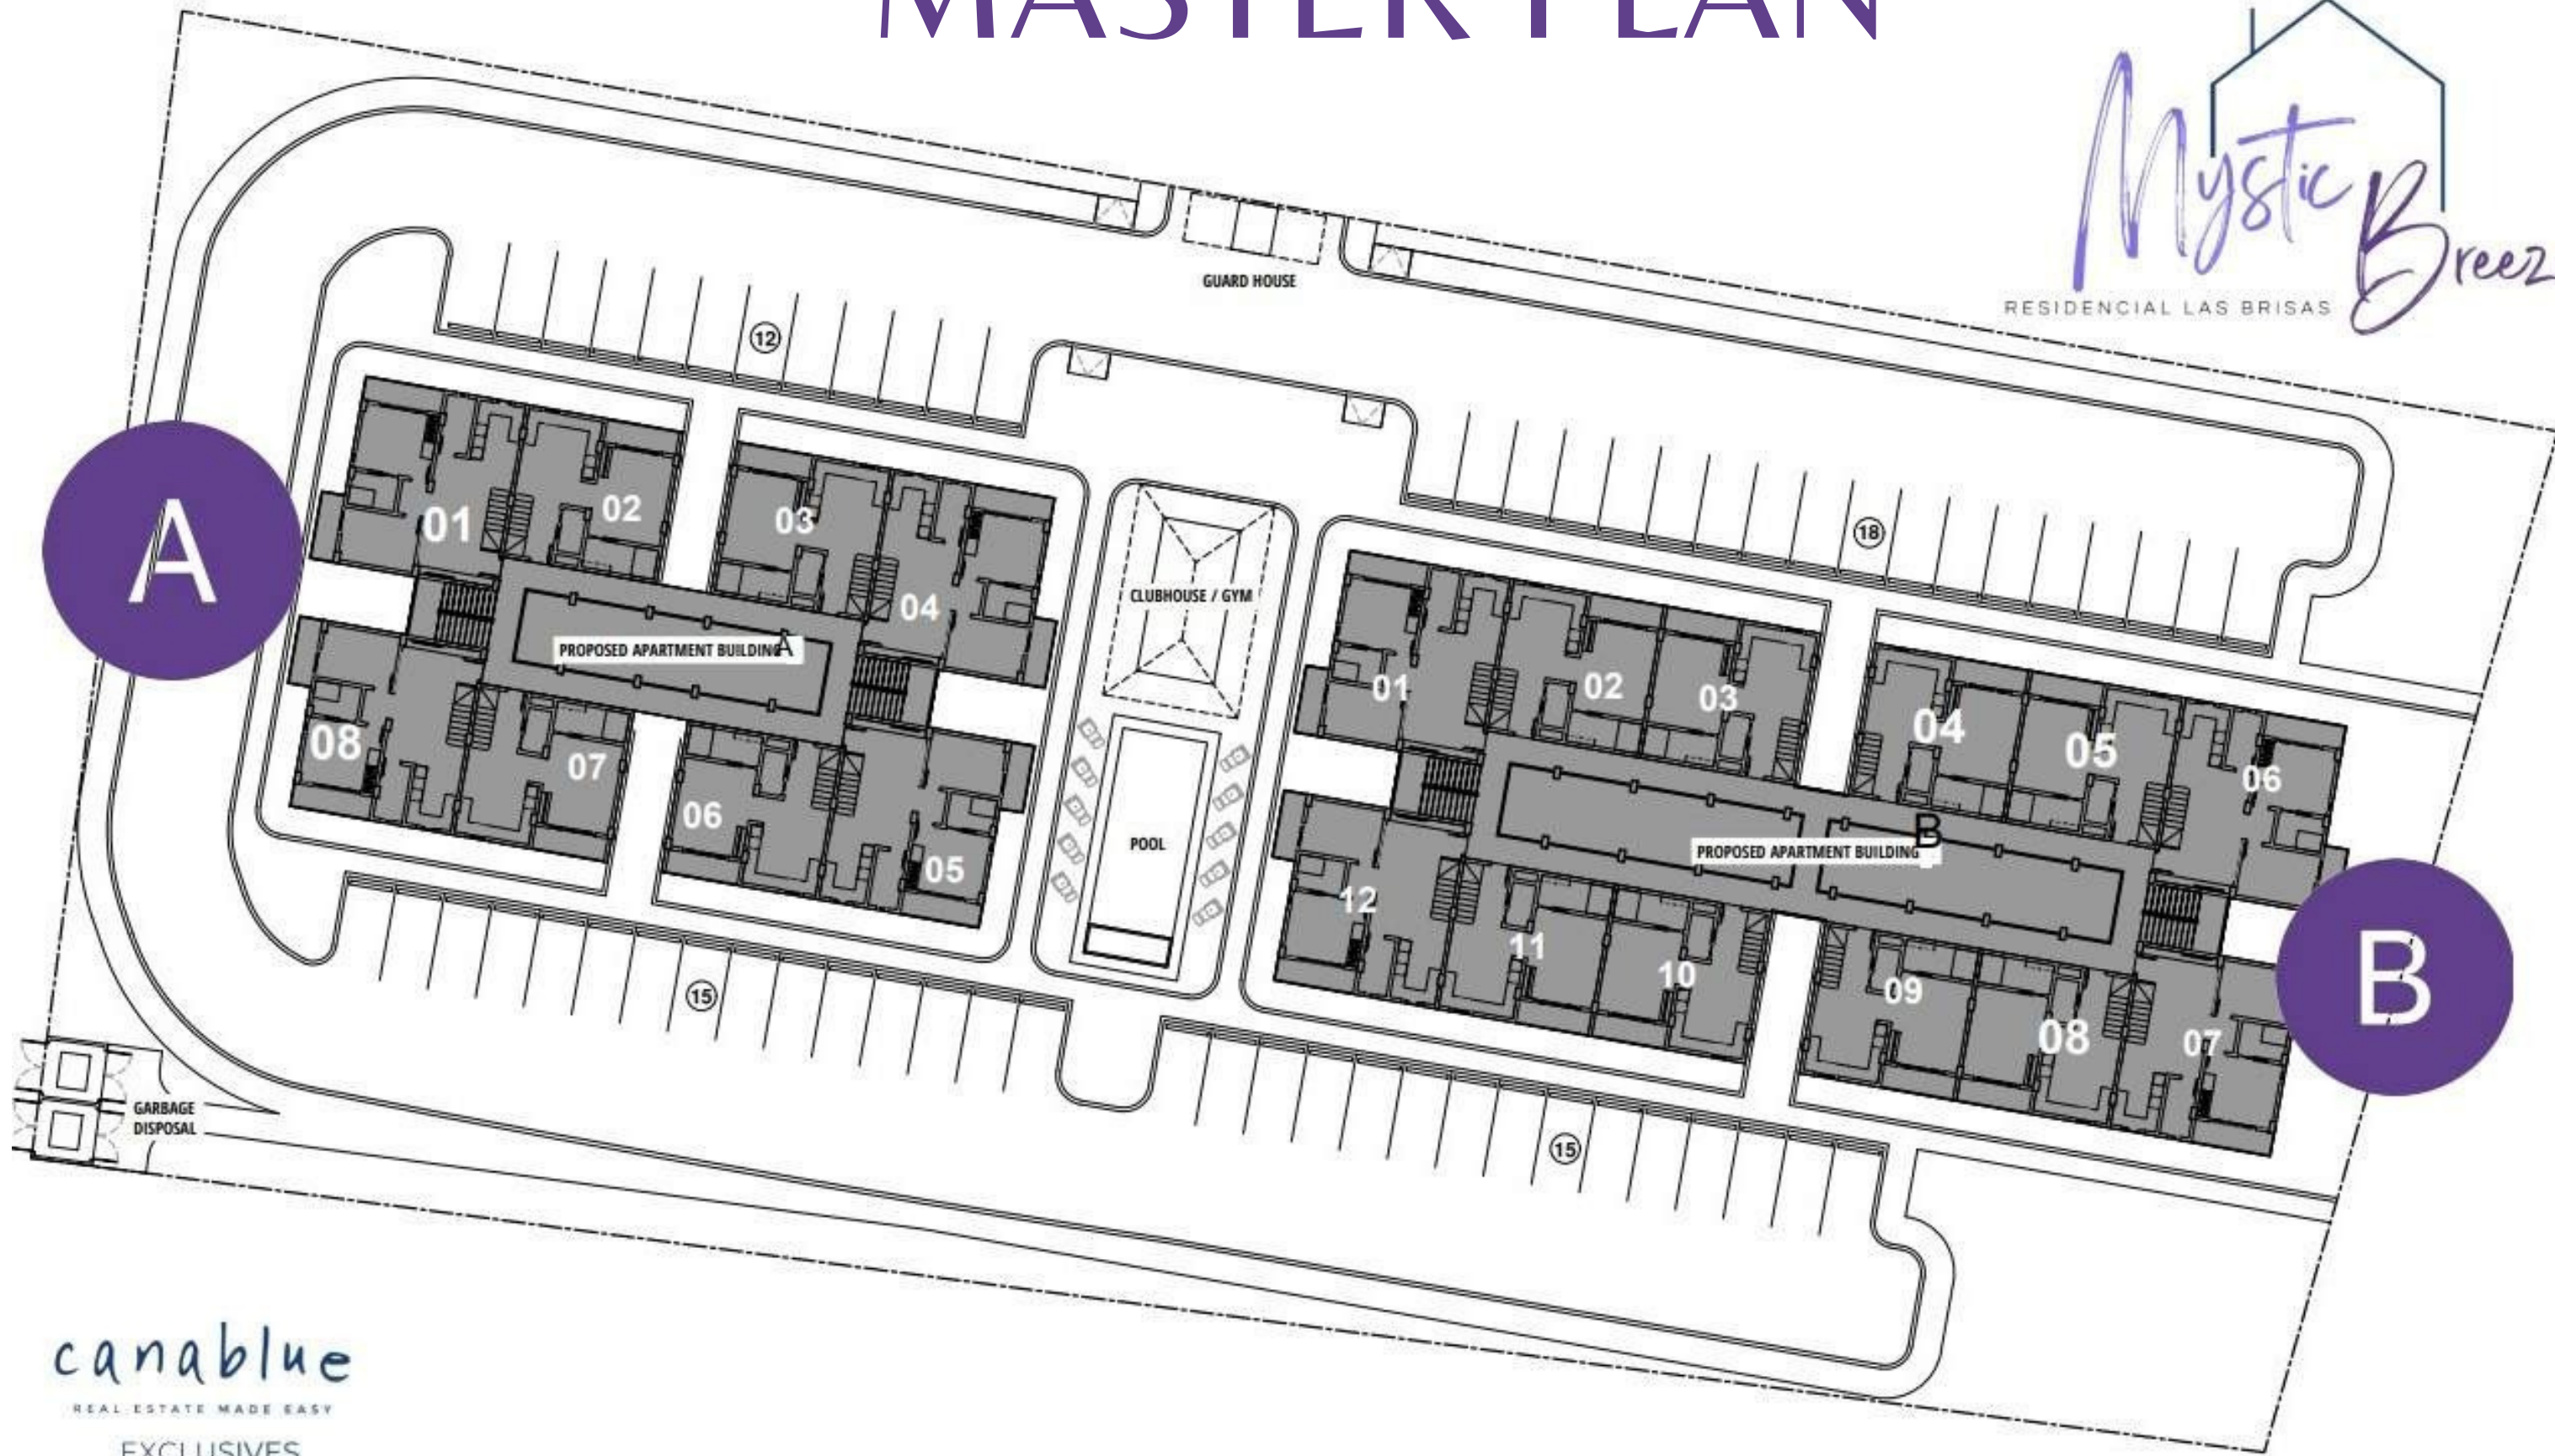 MASTER PLAN
Mystic
Breez
RESIDENCIAL LAS BRISAS
GUARD HOUSE
12
18
A
01
02
03
04
PROPOSED APARTMENT BUILDING A
08
07
06
05
15
CLUBHOUSE / GYM
POOL
01
02
03
04
05
06
PROPOSED APARTMENT BUILDING B
12
11
10
09
08
07
B
15
GARBAGE
DISPOSAL
canablue
REAL ESTATE MADE EASY
EXCLUSIVES